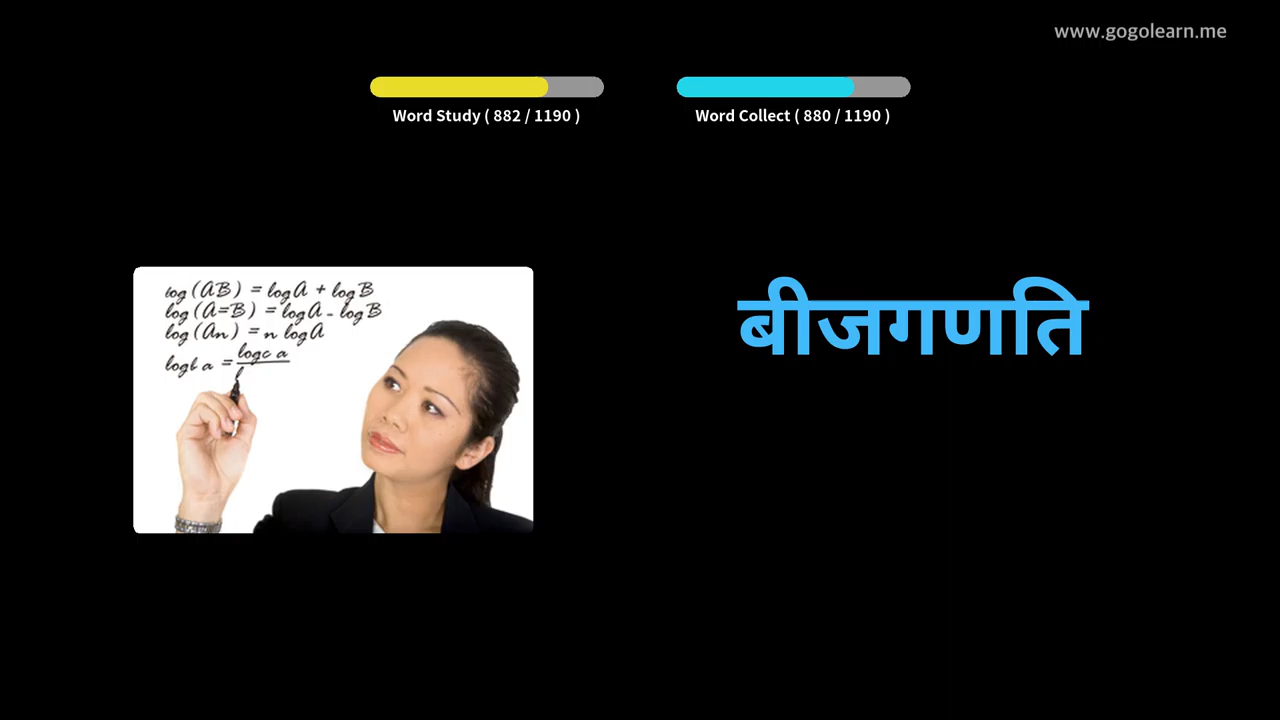 www.gogolearn.me
Word Study ( 882 / 1190 )
Word Collect ( 880 / 1190 )
log (AB) = logA + logB
log (A=B) = logA - logB
log (An) = n logA
logb a = logc a
बीजगणति